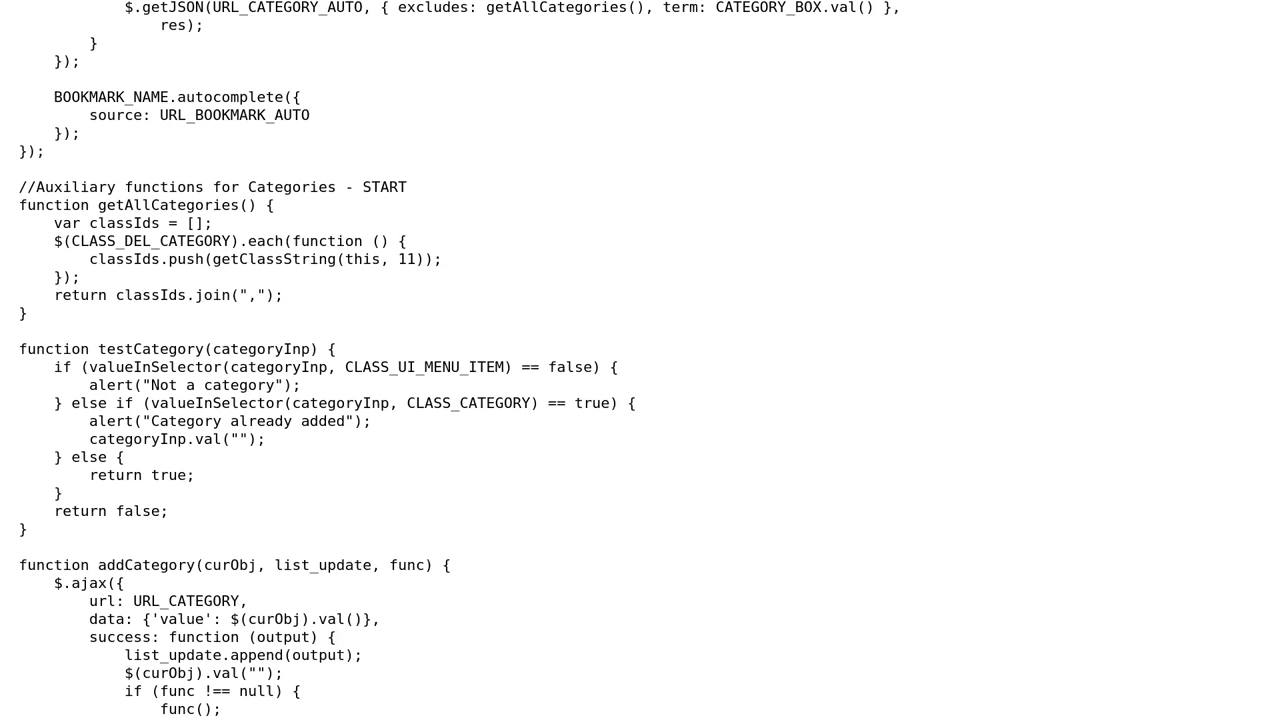 $.getJSON(URL_CATEGORY_AUTO, { excludes: getAllCategories(), term: CATEGORY_BOX.val() },
                    res);
            }
        });

        BOOKMARK_NAME.autocomplete({
            source: URL_BOOKMARK_AUTO
        });
    });

    //Auxiliary functions for Categories - START
    function getAllCategories() {
        var classIds = [];
        $(CLASS_DEL_CATEGORY).each(function () {
            classIds.push(getClassString(this, 11));
        });
        return classIds.join(",");
    }

    function testCategory(categoryInp) {
        if (valueInSelector(categoryInp, CLASS_UI_MENU_ITEM) == false) {
            alert("Not a category");
        } else if (valueInSelector(categoryInp, CLASS_CATEGORY) == true) {
            alert("Category already added");
            categoryInp.val("");
        } else {
            return true;
        }
        return false;
    }

    function addCategory(curObj, list_update, func) {
        $.ajax({
            url: URL_CATEGORY,
            data: {'value': $(curObj).val()},
            success: function (output) {
                list_update.append(output);
                $(curObj).val("");
                if (func !== null) {
                    func();